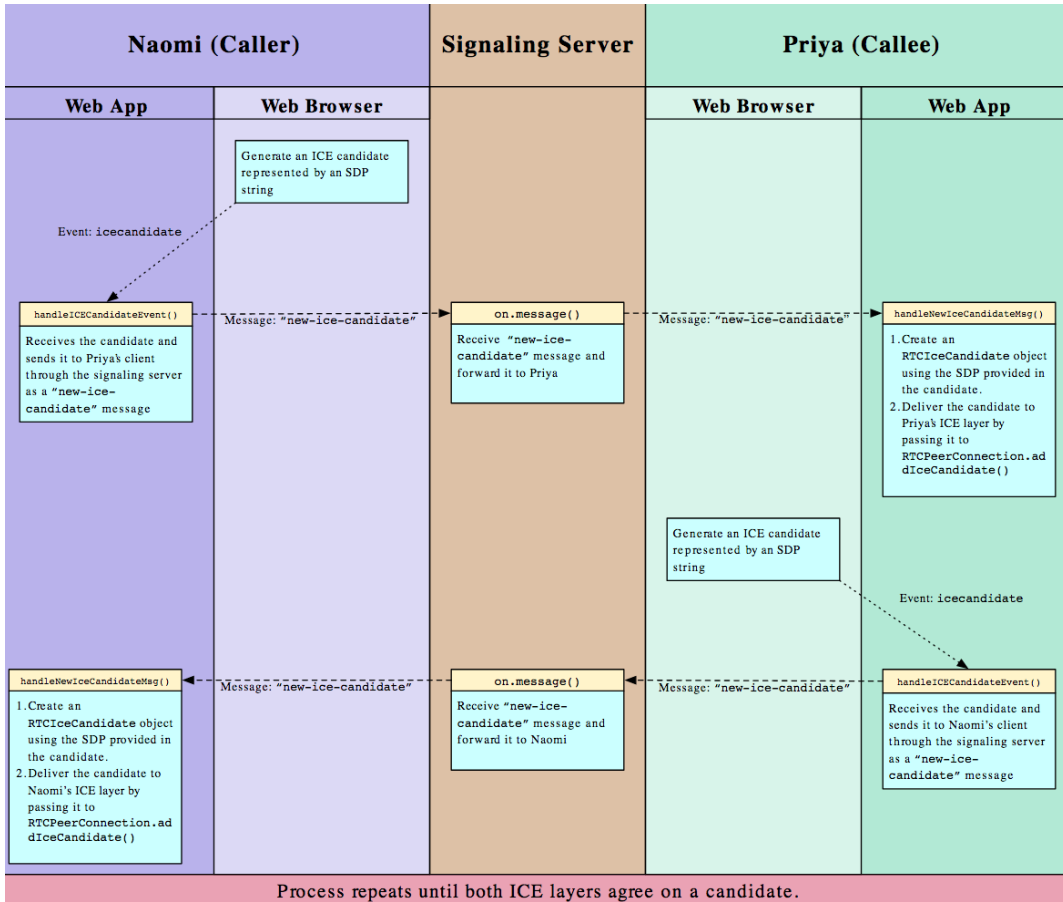 Naomi (Caller)
Signaling Server
Priya (Callee)
Web App
Web Browser
Web Browser
Web App
Generate an ICE candidate
represented by an SDP
string
Event: icecandidate
handleICECandidateEvent()
Receives the candidate and
sends it to Priya's client
through the signaling server
as a "new-ice-
candidate" message
Message: "new-ice-candidate"
on.message()
Receive "new-ice-
candidate" message and
forward it to Priya
Message: "new-ice-candidate"
handleNewIceCandidateMsg()
1. Create an
RTCIceCandidate object
using the SDP provided in
the candidate.
2. Deliver the candidate to
Priya's ICE layer by
passing it to
RTCPeerConnection.ad
dIceCandidate()
Generate an ICE candidate
represented by an SDP
string
Event: icecandidate
handleICECandidateEvent()
Receives the candidate and
sends it to Naomi's client
through the signaling server
as a "new-ice-
candidate" message
Message: "new-ice-candidate"
on.message()
Receive "new-ice-
candidate" message and
forward it to Naomi
Message: "new-ice-candidate"
handleNewIceCandidateMsg()
1. Create an
RTCIceCandidate object
using the SDP provided in
the candidate.
2. Deliver the candidate to
Naomi's ICE layer by
passing it to
RTCPeerConnection.ad
dIceCandidate()
Process repeats until both ICE layers agree on a candidate.